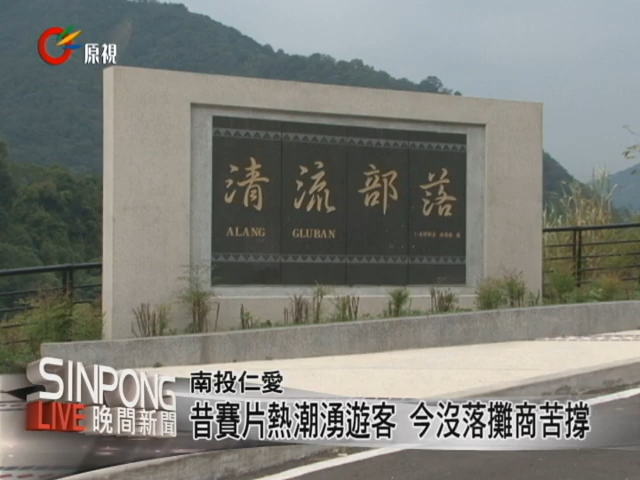 原視
清流部落
ALANG GLUBAN
SINPONG
LIVE 晚間新聞
南投仁愛
昔賽片熱潮湧遊客 今沒落攤商苦撐